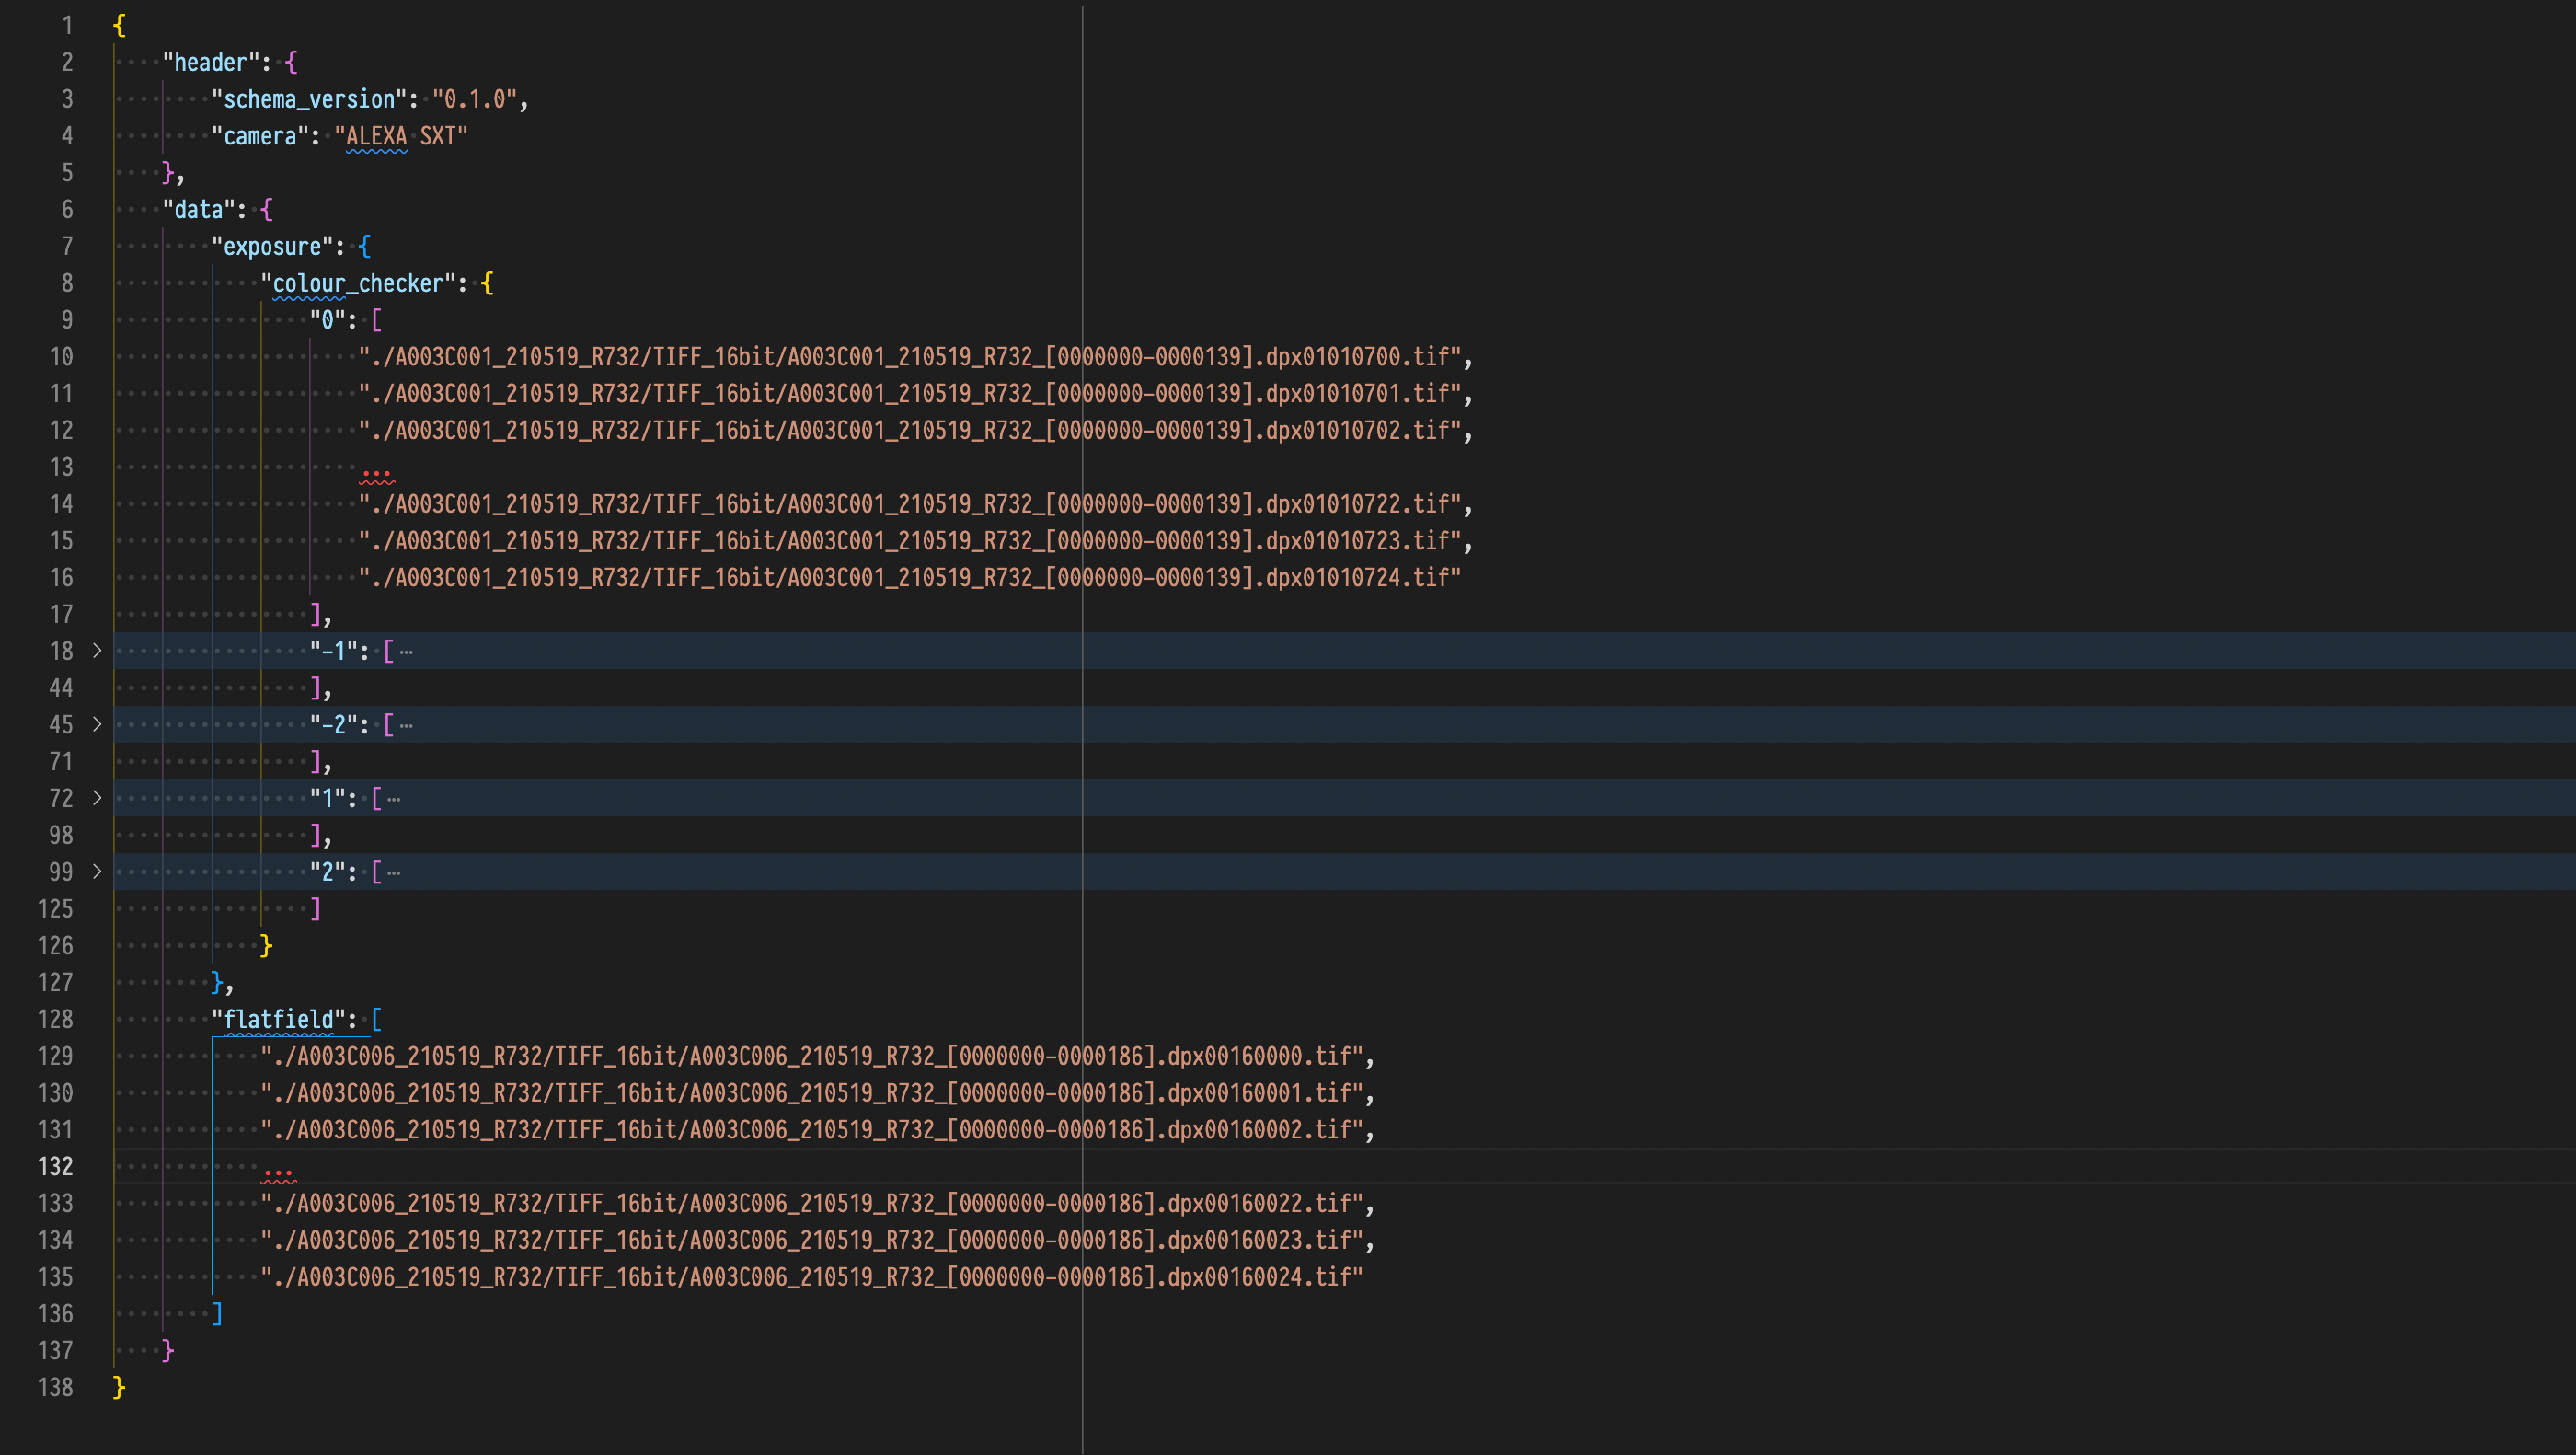 1 {
2 "header": {
3 "schema_version": "0.1.0",
4 "camera": "ALEXA SXT"
5 },
6 "data": {
7 "exposure": {
8 "colour_checker": {
9 "0": [
10 "./A003C001_210519_R732/TIFF_16bit/A003C001_210519_R732_[0000000-0000139].dpx01010700.tif",
11 "./A003C001_210519_R732/TIFF_16bit/A003C001_210519_R732_[0000000-0000139].dpx01010701.tif",
12 "./A003C001_210519_R732/TIFF_16bit/A003C001_210519_R732_[0000000-0000139].dpx01010702.tif",
13 ...
14 "./A003C001_210519_R732/TIFF_16bit/A003C001_210519_R732_[0000000-0000139].dpx01010722.tif",
15 "./A003C001_210519_R732/TIFF_16bit/A003C001_210519_R732_[0000000-0000139].dpx01010723.tif",
16 "./A003C001_210519_R732/TIFF_16bit/A003C001_210519_R732_[0000000-0000139].dpx01010724.tif"
17 ],
18 > "-1": [ ⋯
44 ],
45 > "-2": [ ⋯
71 ],
72 > "1": [ ⋯
98 ],
99 > "2": [ ⋯
125 ]
126 }
127 },
128 "flatfield": [
129 "./A003C006_210519_R732/TIFF_16bit/A003C006_210519_R732_[0000000-0000186].dpx00160000.tif",
130 "./A003C006_210519_R732/TIFF_16bit/A003C006_210519_R732_[0000000-0000186].dpx00160001.tif",
131 "./A003C006_210519_R732/TIFF_16bit/A003C006_210519_R732_[0000000-0000186].dpx00160002.tif",
132 ...
133 "./A003C006_210519_R732/TIFF_16bit/A003C006_210519_R732_[0000000-0000186].dpx00160022.tif",
134 "./A003C006_210519_R732/TIFF_16bit/A003C006_210519_R732_[0000000-0000186].dpx00160023.tif",
135 "./A003C006_210519_R732/TIFF_16bit/A003C006_210519_R732_[0000000-0000186].dpx00160024.tif"
136 ]
137 }
138 }